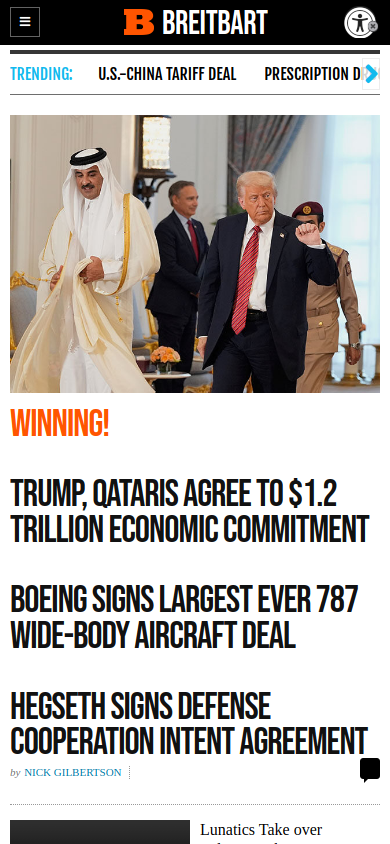 BREITBART
TRENDING:
U.S.–CHINA TARIFF DEAL
PRESCRIPTION D
WINNING!
TRUMP, QATARIS AGREE TO $1.2
TRILLION ECONOMIC COMMITMENT
BOEING SIGNS LARGEST EVER 787
WIDE-BODY AIRCRAFT DEAL
HEGSETH SIGNS DEFENSE
COOPERATION INTENT AGREEMENT
by NICK GILBERTSON
Lunatics Take over